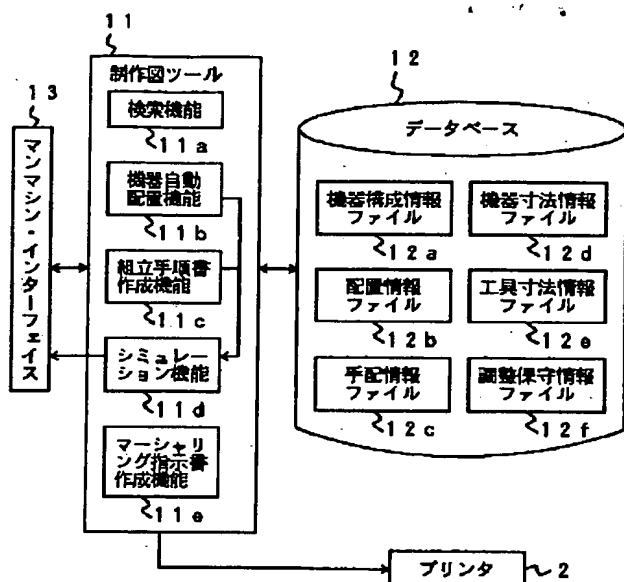 11
制作図ツール
検索機能
11a
機器自動
配置機能
11b
組立手順書
作成機能
11c
シミュレー
ション機能
11d
マーシャリ
ング指示書
作成機能
11e
13
マンマシン・インターフェイス
12
データベース
機器構成情報
ファイル
12a
機器寸法情報
ファイル
12d
配置情報
ファイル
12b
工具寸法情報
ファイル
12e
手配情報
ファイル
12c
調整保守情報
ファイル
12f
プリンタ
2